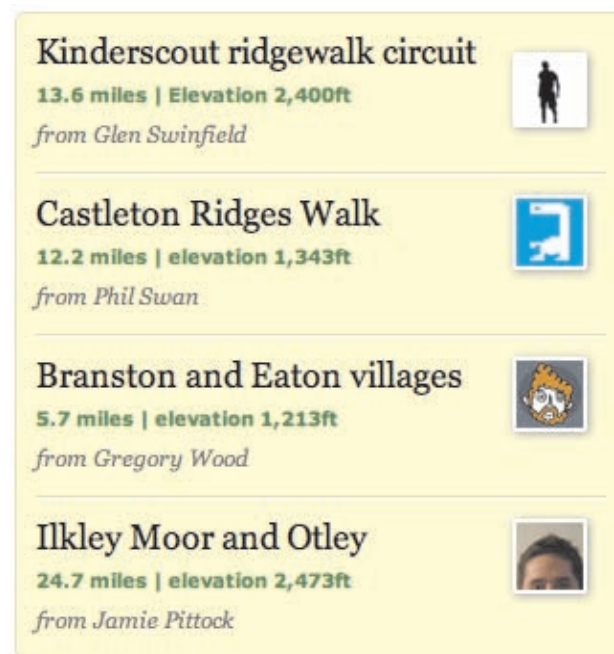 Kinderscout ridgewalk circuit
13.6 miles | Elevation 2,400ft
from Glen Swinfield
Castleton Ridges Walk
12.2 miles | elevation 1,343ft
from Phil Swan
Branston and Eaton villages
5.7 miles | elevation 1,213ft
from Gregory Wood
Ilkley Moor and Otley
24.7 miles | elevation 2,473ft
from Jamie Pittock